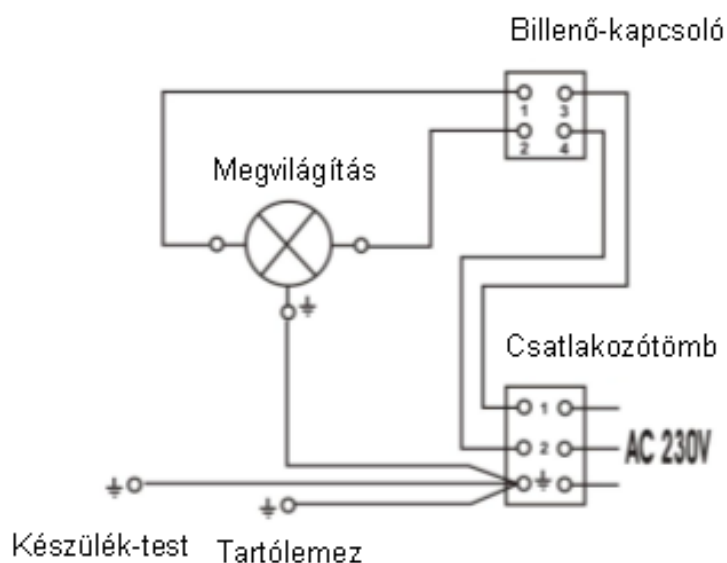 Billenő-kapcsoló
1 3
2 4
Megvilágítás
Csatlakozótömb
1
2
AC 230V
Készülék-test
Tartólemez